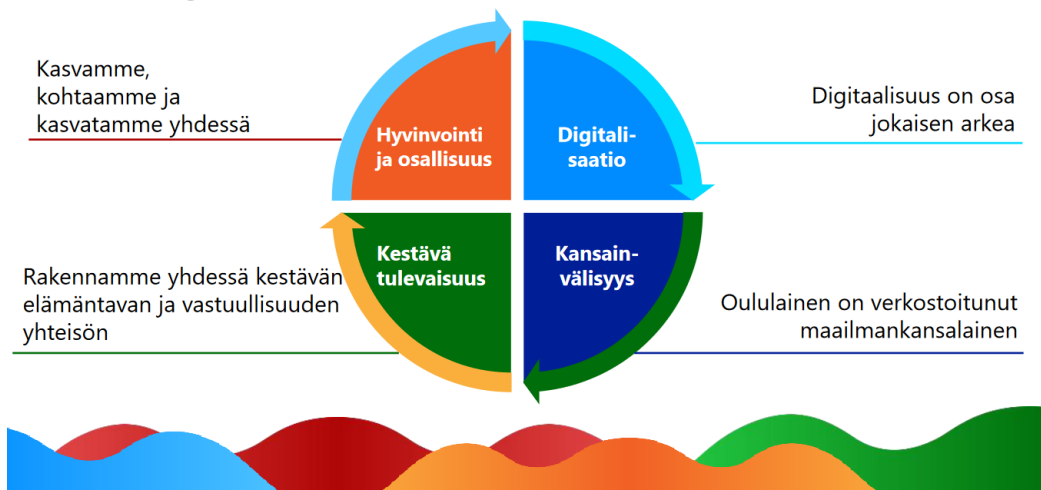 Kasvamme,
kohtaamme ja
kasvatamme yhdessä
Hyvinvointi
ja osallisuus
Digitali-
saatio
Digitaalisuus on osa
jokaisen arkea
Rakennamme yhdessä kestävän
elämäntavan ja vastuullisuuden
yhteisön
Kestävä
tulevaisuus
Kansain-
välisyys
Oululainen on verkostoitunut
maailmankansalainen